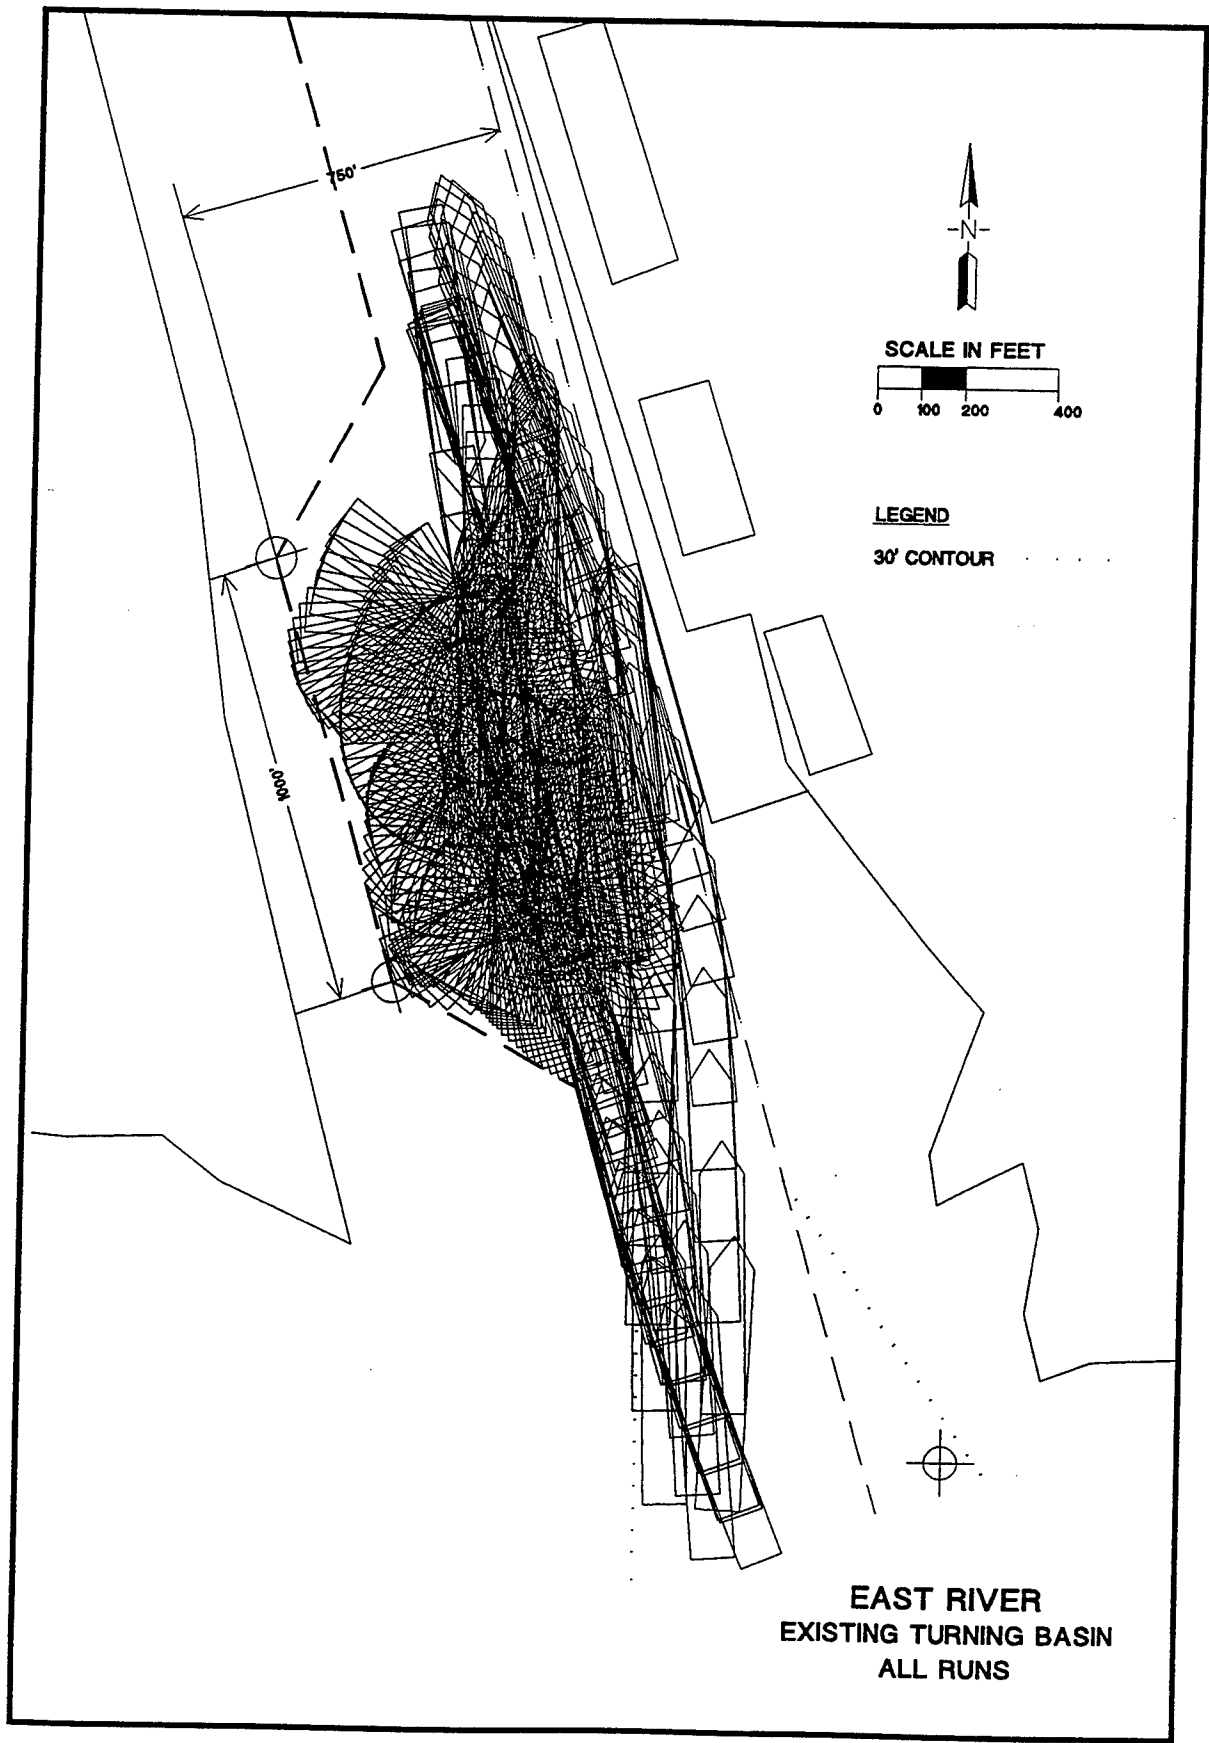 750'
-N-
SCALE IN FEET
0 100 200 400
LEGEND
30' CONTOUR
1000'
EAST RIVER
EXISTING TURNING BASIN
ALL RUNS